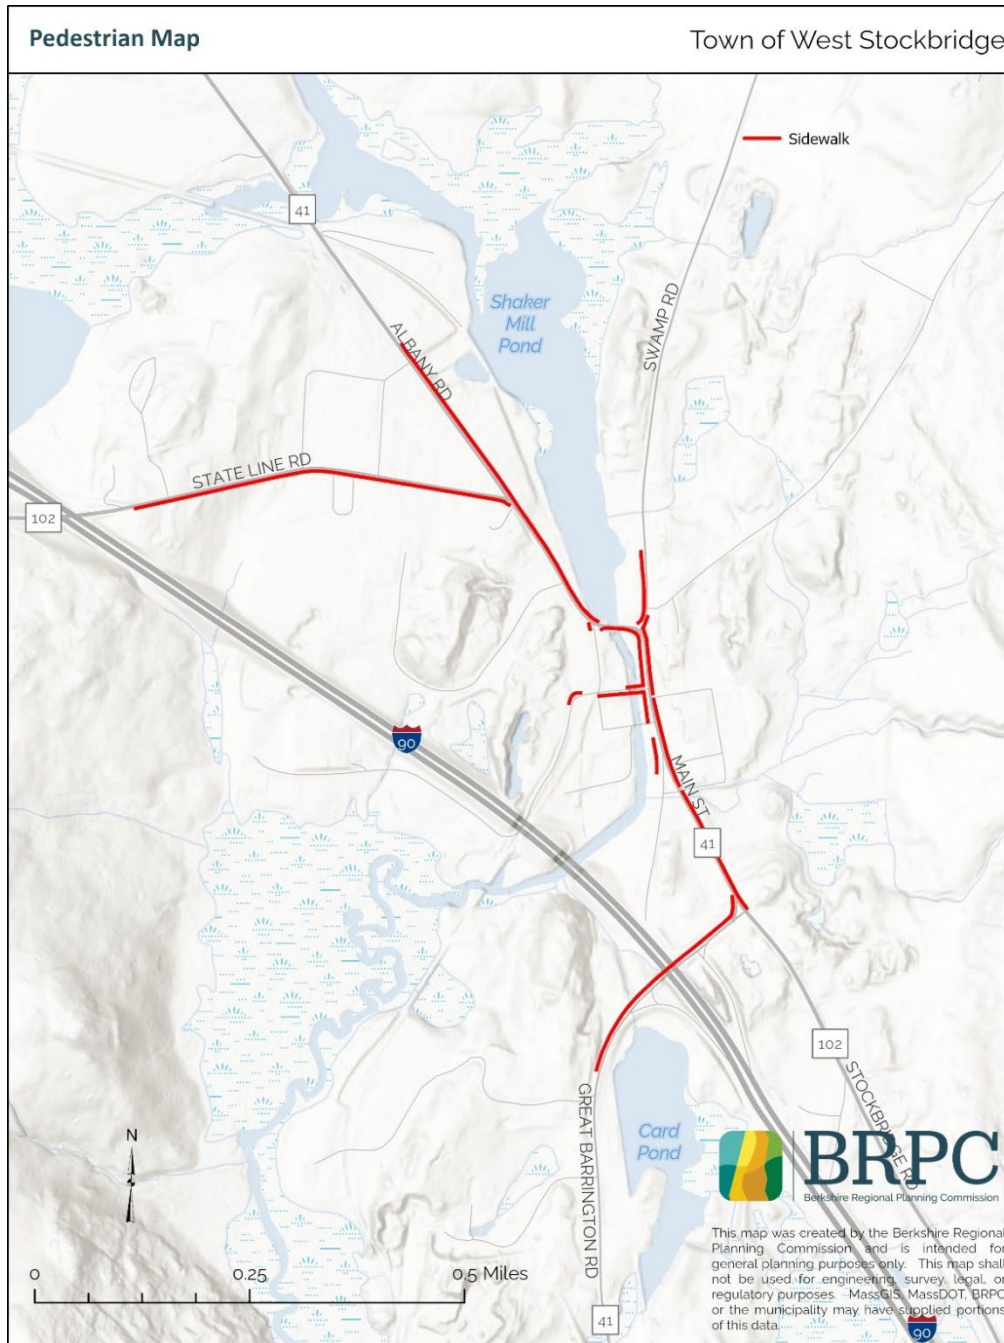 Pedestrian Map
Town of West Stockbridge
Sidewalk
41
Shaker
Mill
Pond
SWAMP RD
ALBANY RD
STATE LINE RD
102
90
MAIN ST
41
102
STOCKBRIDGE RD
GREAT BARRINGTON RD
Card
Pond
N
0
0.25
0.5 Miles
41
BRPC
Berkshire Regional Planning Commission
This map was created by the Berkshire Regional
Planning Commission and is intended for
general planning purposes only. This map shall
not be used for engineering, survey, legal, or
regulatory purposes. MassGIS, MassDOT, BRPC
or the municipality may have supplied portions
of this data.
90